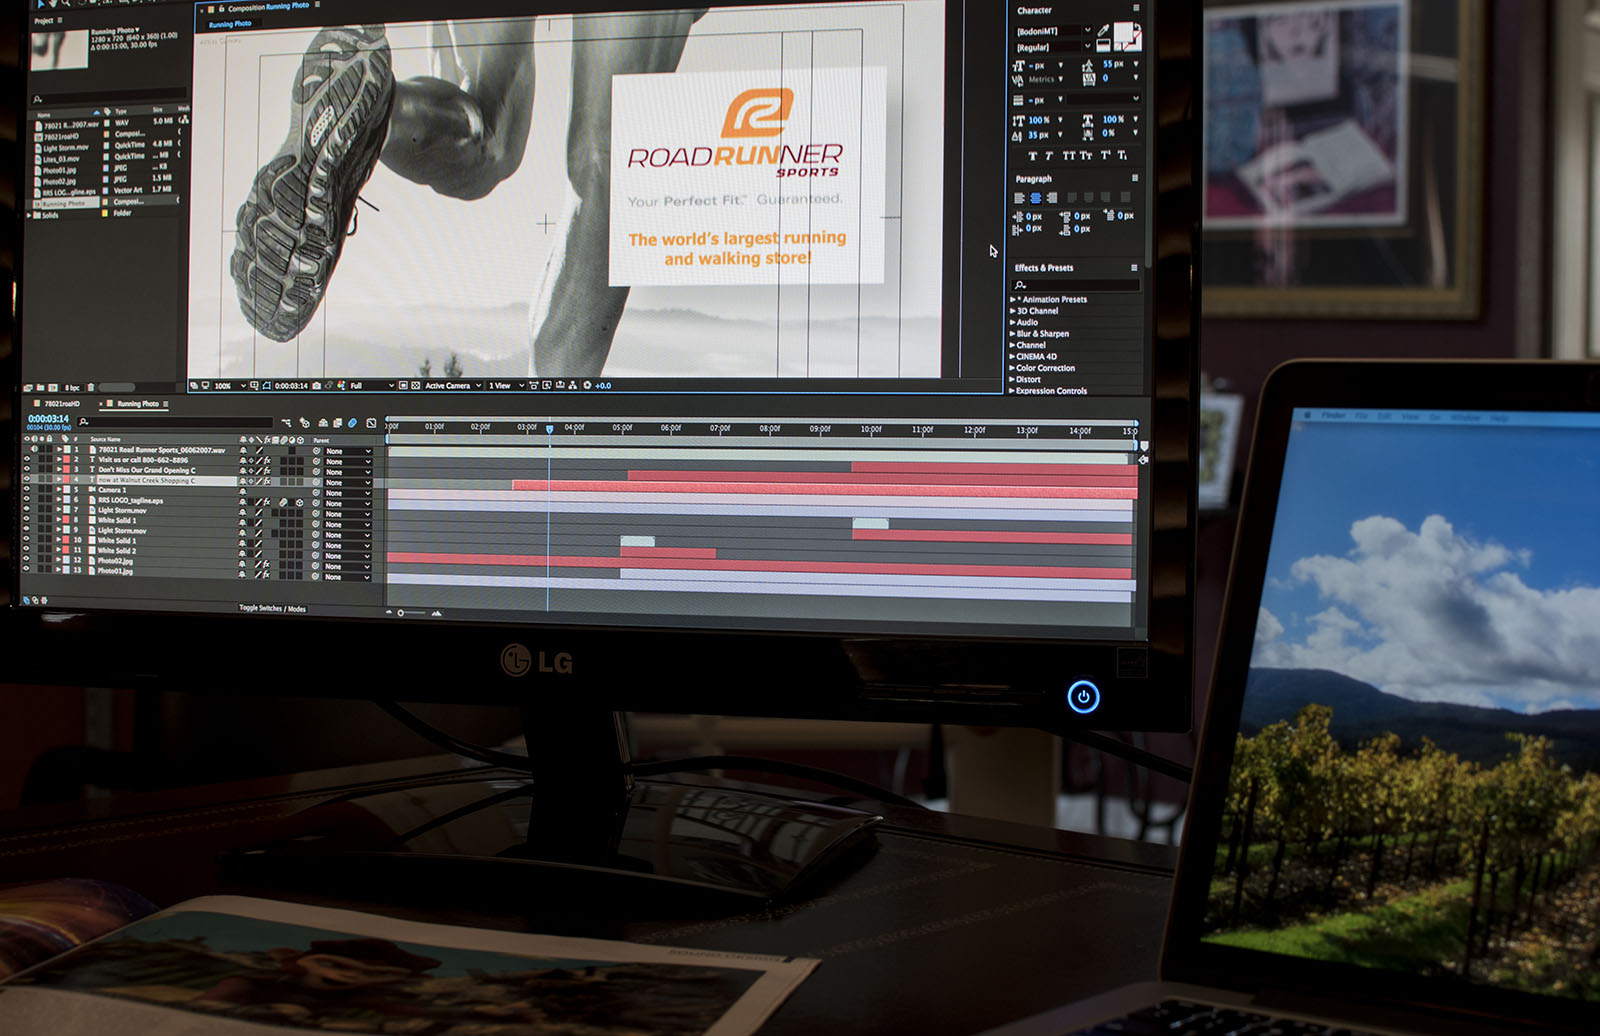 Project
Running Photo
1280 x 720 (640 x 360) (1.00)
Δ 0:00:15:00, 30.00 fps
Name Type Size
78021 R...2007.wav WAV 5.0 MB
78021roaHD Composi...
Light Storm.mov QuickTime 4.8 MB
Lites_03.mov QuickTime ... MB
Photo01.jpg JPEG ... KB
Photo02.jpg JPEG 1.5 MB
RRS LOG...gline.eps Vector Art 1.7 MB
Running Photo Composi...
Solids Folder
8 bpc
Composition Running Photo
Running Photo
Active Camera
ROADRUNNER
SPORTS
Your Perfect Fit.™ Guaranteed.
The world's largest running
and walking store!
100% 0:00:03:14 Full Active Camera 1 View +0.0
Character
[BodoniMT]
[Regular]
- px 55 px
Metrics 0
- px
100% 100%
35 px 0%
Paragraph
0 px 0 px 0 px
0 px 0 px
Effects & Presets
* Animation Presets
3D Channel
Audio
Blur & Sharpen
Channel
CINEMA 4D
Color Correction
Distort
Expression Controls
78021roaHD × Running Photo
0:00:03:14
00104 (30.00 fps)
# Source Name Parent
01:00f 02:00f 03:00f 04:00f 05:00f 06:00f 07:00f 08:00f 09:00f 10:00f 11:00f 12:00f 13:00f 14:00f 15:0
1 78021 Road Runner Sports_06062007.wav None
2 T Visit us or call 800-662-8896 None
3 T Don't Miss Our Grand Opening C None
4 T now at Walnut Creek Shopping C None
5 Camera 1 None
6 RRS LOGO_tagline.eps None
7 Light Storm.mov None
8 White Solid 1 None
9 Light Storm.mov None
10 White Solid 1 None
11 White Solid 2 None
12 Photo02.jpg None
13 Photo01.jpg None
Toggle Switches / Modes
LG
Finder File Edit View Go Window Help
SOUND DESIGN